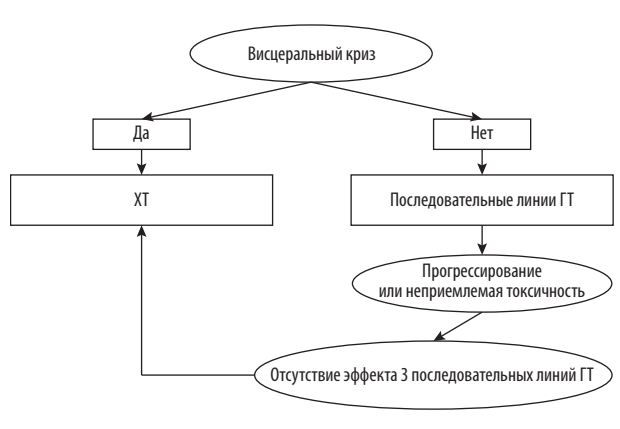 Висцеральный криз
Да
Нет
ХТ
Последовательные линии ГТ
Прогрессирование
или неприемлемая токсичность
Отсутствие эффекта 3 последовательных линий ГТ